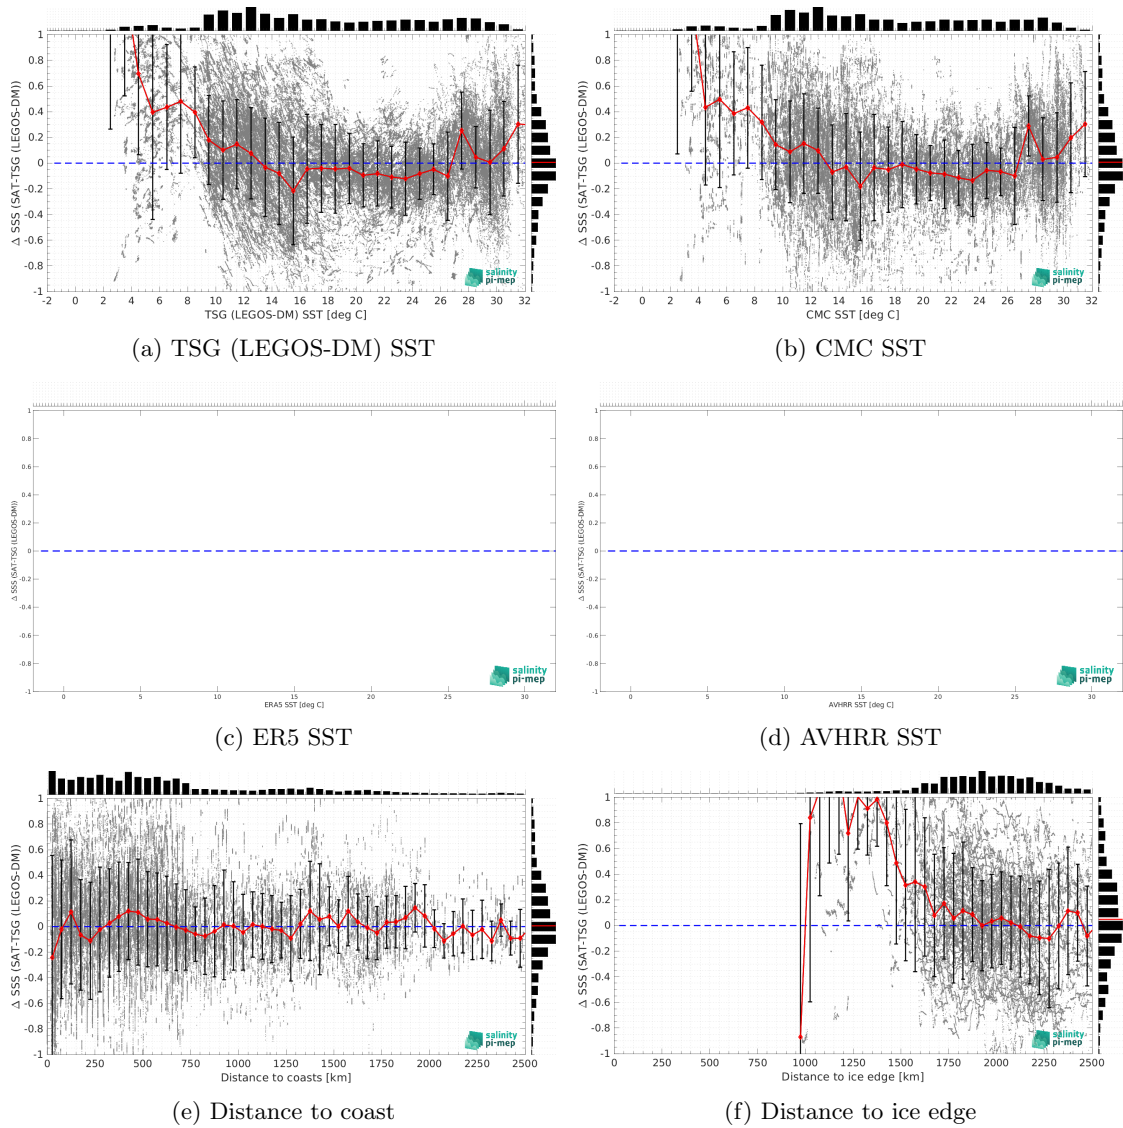 1
0.8
0.6
0.4
0.2
0
-0.2
-0.4
-0.6
-0.8
-1
Δ SSS (SAT-TSG (LEGOS-DM))
salinity
pi-mep
-2 0 2 4 6 8 10 12 14 16 18 20 22 24 26 28 30 32
TSG (LEGOS-DM) SST [deg C]
(a) TSG (LEGOS-DM) SST
1
0.8
0.6
0.4
0.2
0
-0.2
-0.4
-0.6
-0.8
-1
Δ SSS (SAT-TSG (LEGOS-DM))
salinity
pi-mep
-2 0 2 4 6 8 10 12 14 16 18 20 22 24 26 28 30 32
CMC SST [deg C]
(b) CMC SST
1
0.8
0.6
0.4
0.2
0
-0.2
-0.4
-0.6
-0.8
-1
Δ SSS (SAT-TSG (LEGOS-DM))
salinity
pi-mep
0 5 10 15 20 25 30
ERA5 SST [deg C]
(c) ER5 SST
1
0.8
0.6
0.4
0.2
0
-0.2
-0.4
-0.6
-0.8
-1
Δ SSS (SAT-TSG (LEGOS-DM))
salinity
pi-mep
0 5 10 15 20 25 30
AVHRR SST [deg C]
(d) AVHRR SST
1
0.8
0.6
0.4
0.2
0
-0.2
-0.4
-0.6
-0.8
-1
Δ SSS (SAT-TSG (LEGOS-DM))
salinity
pi-mep
0 250 500 750 1000 1250 1500 1750 2000 2250 2500
Distance to coasts [km]
(e) Distance to coast
1
0.8
0.6
0.4
0.2
0
-0.2
-0.4
-0.6
-0.8
-1
Δ SSS (SAT-TSG (LEGOS-DM))
salinity
pi-mep
0 250 500 750 1000 1250 1500 1750 2000 2250 2500
Distance to ice edge [km]
(f) Distance to ice edge